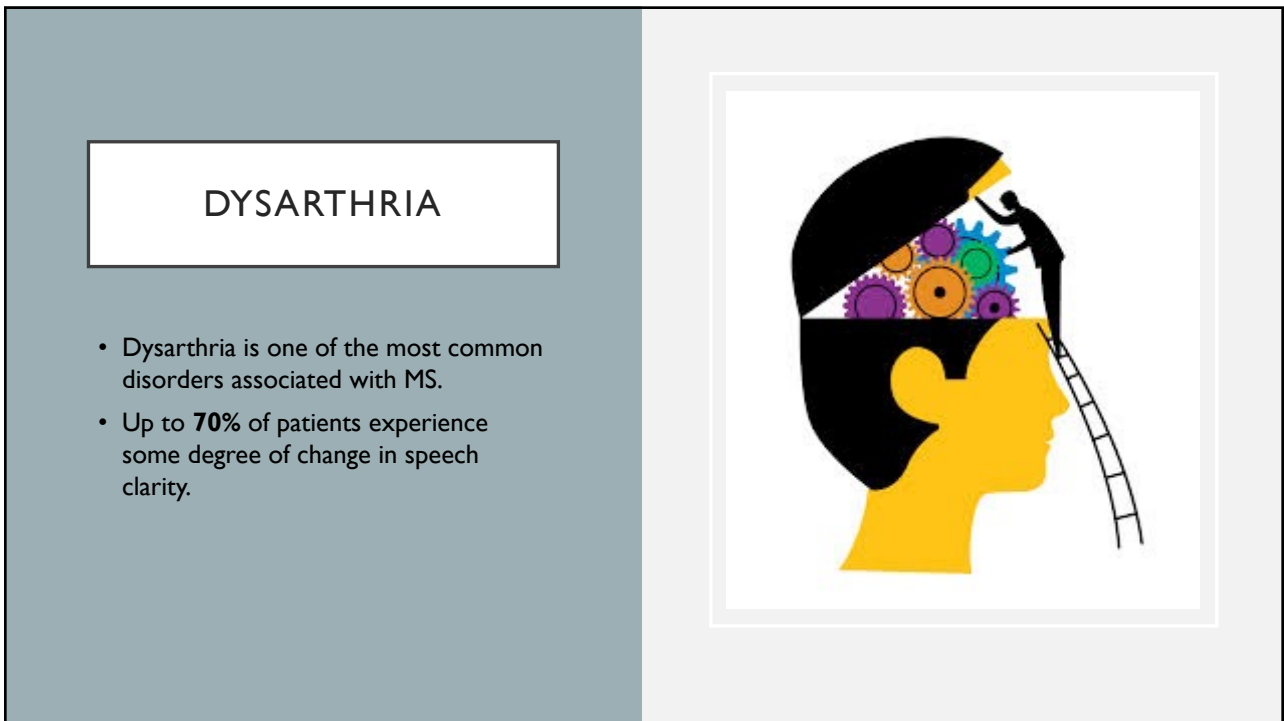 DYSARTHRIA
• Dysarthria is one of the most common
disorders associated with MS.
• Up to 70% of patients experience
some degree of change in speech
clarity.